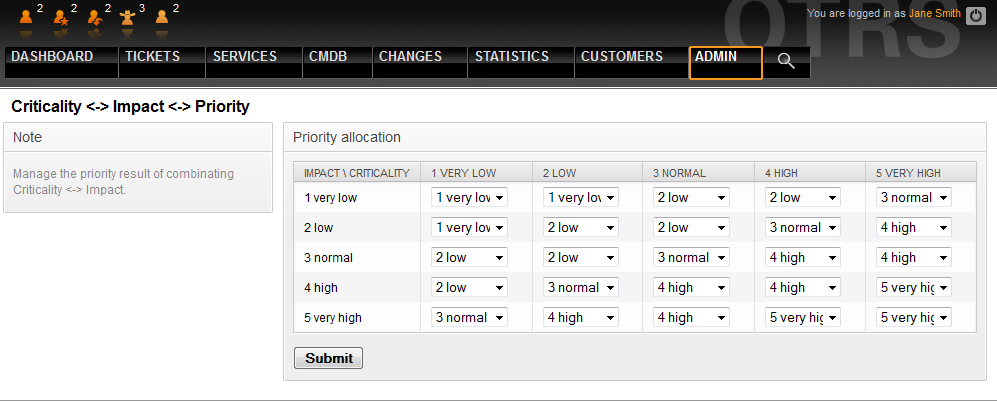 2 2 2 3 2
You are logged in as Jane Smith
OTRS
DASHBOARD TICKETS SERVICES CMDB CHANGES STATISTICS CUSTOMERS ADMIN
Criticality <-> Impact <-> Priority
Note
Manage the priority result of combinating
Criticality <-> Impact.
Priority allocation
IMPACT \ CRITICALITY 1 VERY LOW 2 LOW 3 NORMAL 4 HIGH 5 VERY HIGH
1 very low 1 very lov 1 very lov 2 low 2 low 3 normal
2 low 1 very lov 2 low 2 low 3 normal 4 high
3 normal 2 low 2 low 3 normal 4 high 4 high
4 high 2 low 3 normal 4 high 4 high 5 very hig
5 very high 3 normal 4 high 4 high 5 very hig 5 very hig
Submit